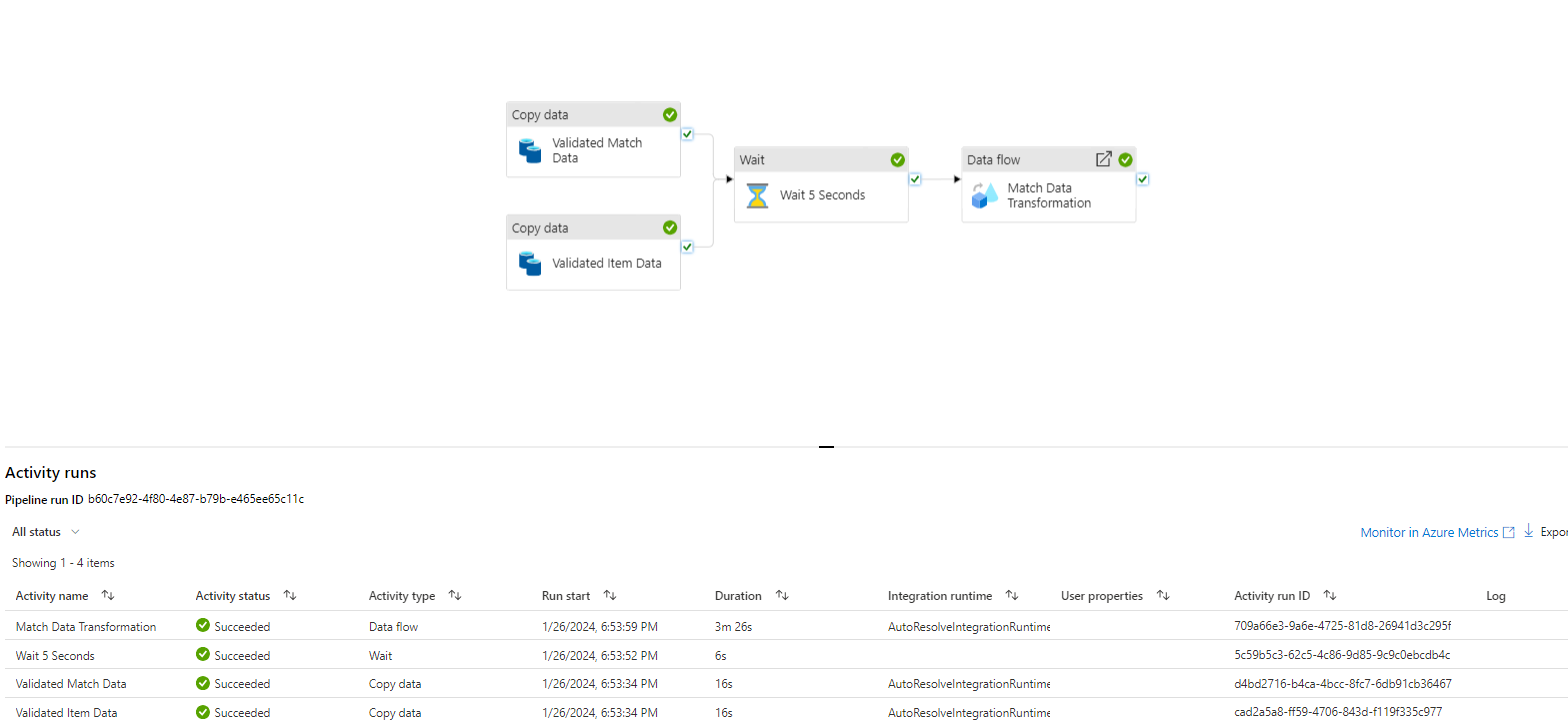 Copy data
Validated Match
Data
Wait
Wait 5 Seconds
Data flow
Match Data
Transformation
Copy data
Validated Item Data
Activity runs
Pipeline run ID b60c7e92-4f80-4e87-b79b-e465ee65c11c
All status
Monitor in Azure Metrics Expor
Showing 1 - 4 items
Activity name Activity status Activity type Run start Duration Integration runtime User properties Activity run ID Log
Match Data Transformation Succeeded Data flow 1/26/2024, 6:53:59 PM 3m 26s AutoResolveIntegrationRuntime 709a66e3-9a6e-4725-81d8-26941d3c295f
Wait 5 Seconds Succeeded Wait 1/26/2024, 6:53:52 PM 6s 5c59b5c3-62c5-4c86-9d85-9c9c0ebcdb4c
Validated Match Data Succeeded Copy data 1/26/2024, 6:53:34 PM 16s AutoResolveIntegrationRuntime d4bd2716-b4ca-4bcc-8fc7-6db91cb36467
Validated Item Data Succeeded Copy data 1/26/2024, 6:53:34 PM 16s AutoResolveIntegrationRuntime cad2a5a8-ff59-4706-843d-f119f335c977